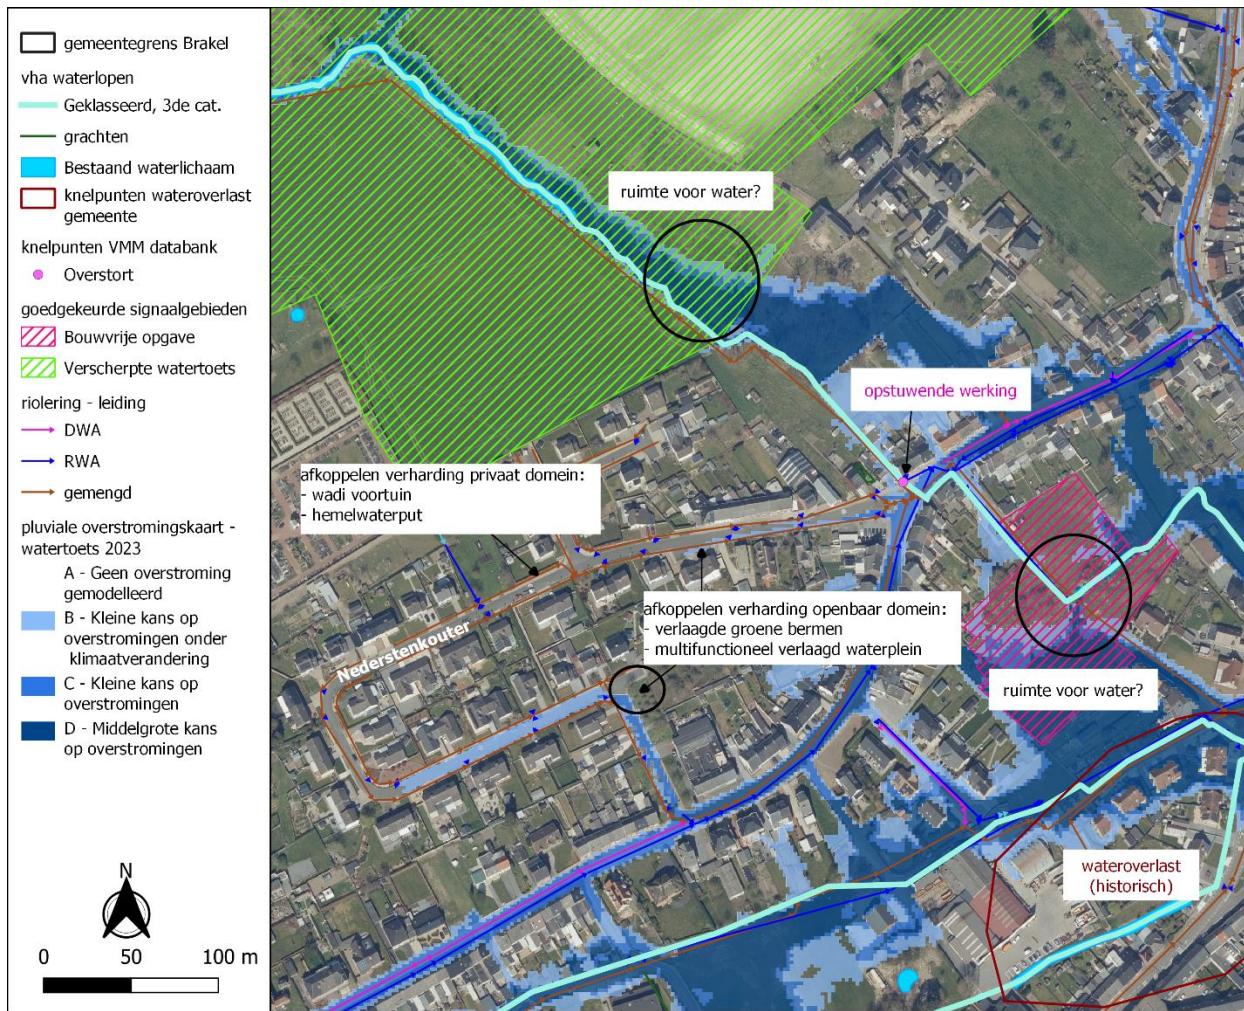 gemeentegrens Brakel
vha waterlopen
Geklasseerd, 3de cat.
grachten
Bestaand waterlichaam
knelpunten wateroverlast
gemeente
knelpunten VMM databank
Overstort
goedgekeurde signaalgebieden
Bouwvrije opgave
Verscherpte watertoets
riolering - leiding
DWA
RWA
gemengd
pluviale overstromingskaart -
watertoets 2023
A - Geen overstroming
gemodelleerd
B - Kleine kans op
overstromingen onder
klimaatverandering
C - Kleine kans op
overstromingen
D - Middelgrote kans
op overstromingen
N
0 50 100 m
ruimte voor water?
opstuwende werking
afkoppelen verharding privaat domein:
- wadi voortuin
- hemelwaterput
afkoppelen verharding openbaar domein:
- verlaagde groene bermen
- multifunctioneel verlaagd waterplein
Nederstenkouter
ruimte voor water?
wateroverlast
(historisch)